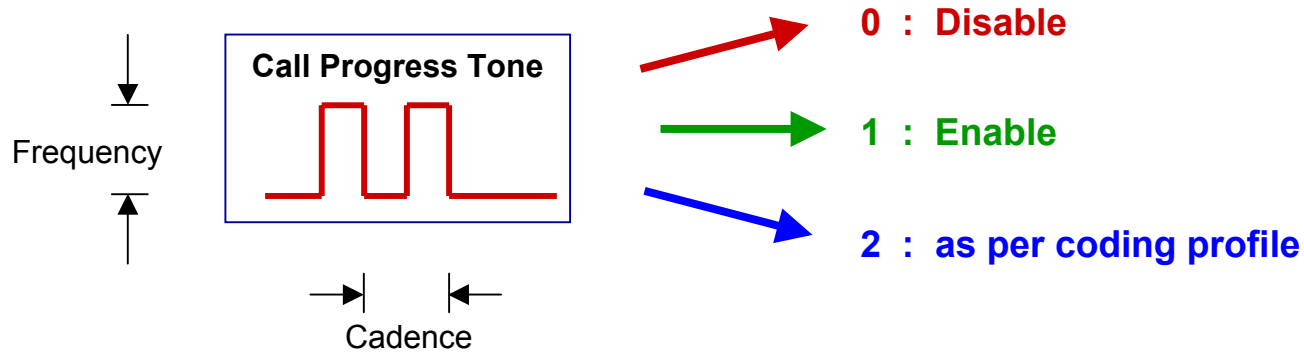 Call Progress Tone
Frequency
Cadence
0 : Disable
1 : Enable
2 : as per coding profile